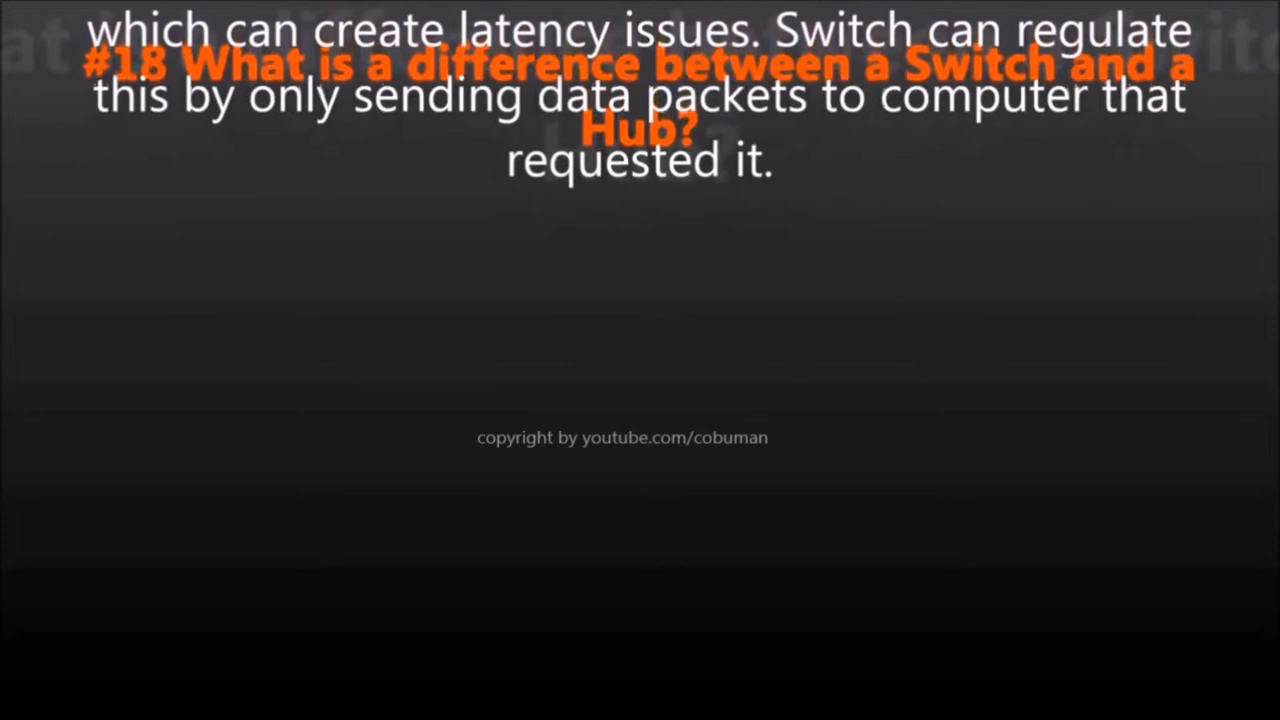 which can create latency issues. Switch can regulate
#18 What is a difference between a Switch and a
this by only sending data packets to computer that
Hub?
requested it.
copyright by youtube.com/cobuman